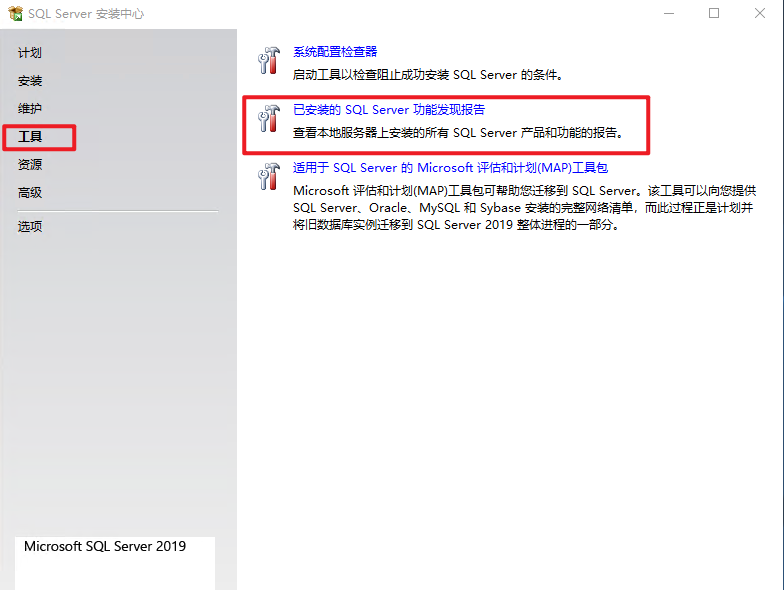 SQL Server 安装中心
计划
安装
维护
工具
资源
高级
选项
系统配置检查器
启动工具以检查阻止成功安装 SQL Server 的条件。
已安装的 SQL Server 功能发现报告
查看本地服务器上安装的所有 SQL Server 产品和功能的报告。
适用于 SQL Server 的 Microsoft 评估和计划(MAP)工具包
Microsoft 评估和计划(MAP)工具包可帮助您迁移到 SQL Server。该工具可以向您提供
SQL Server、Oracle、MySQL 和 Sybase 安装的完整网络清单，而此过程正是计划并
将旧数据库实例迁移到 SQL Server 2019 整体进程的一部分。
Microsoft SQL Server 2019